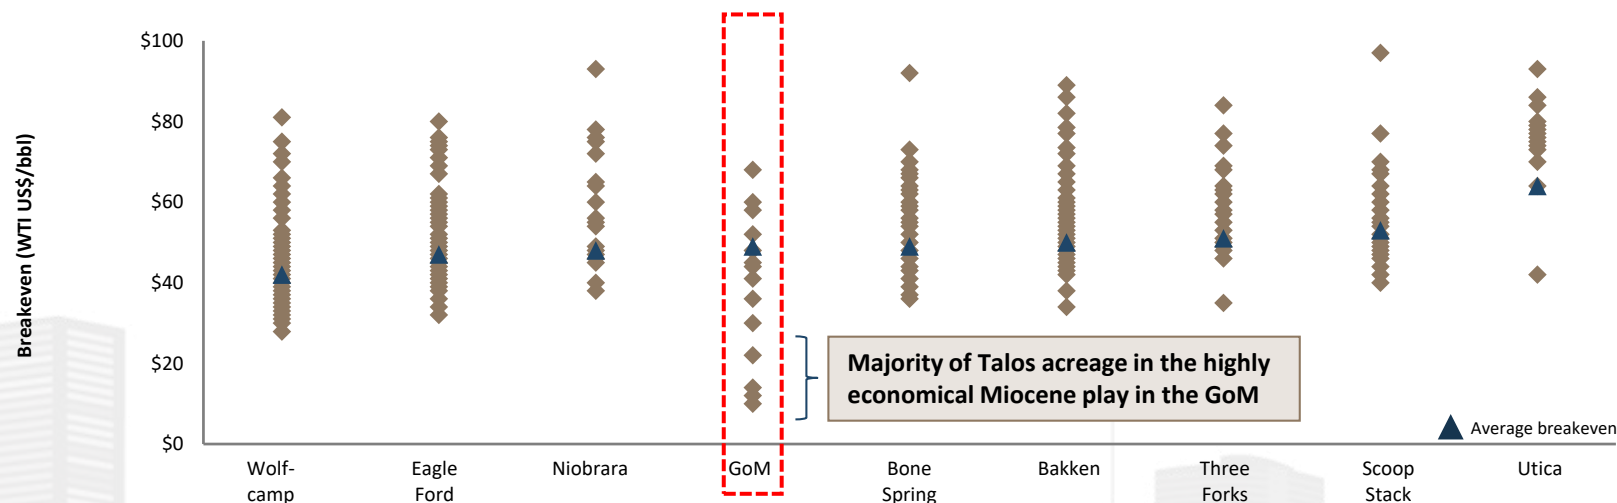 Breakeven (WTI US$/bbl)
$100
$80
$60
$40
$20
$0
Majority of Talos acreage in the highly
economical Miocene play in the GoM
Average breakeven
Wolf-
camp
Eagle
Ford
Niobrara
GoM
Bone
Spring
Bakken
Three
Forks
Scoop
Stack
Utica